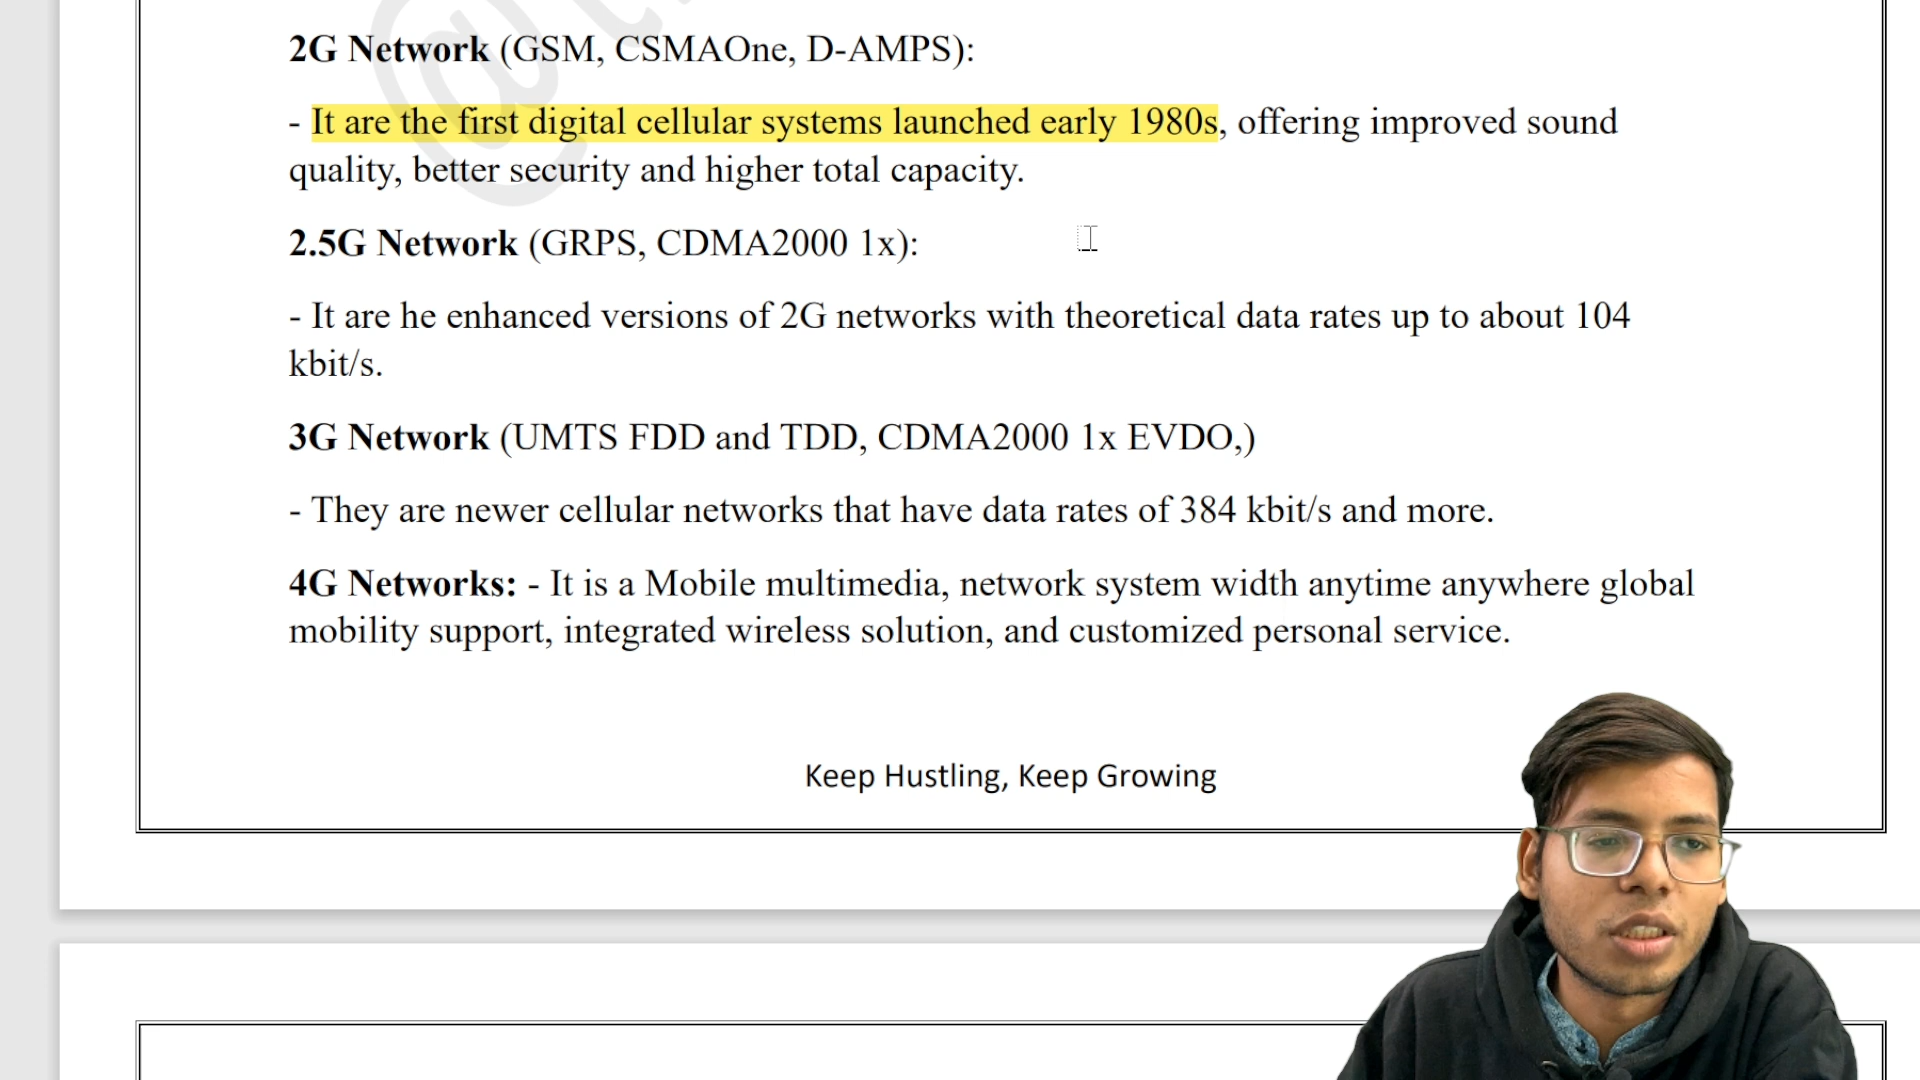 2G Network (GSM, CSMAOne, D-AMPS):
- It are the first digital cellular systems launched early 1980s, offering improved sound
quality, better security and higher total capacity.
2.5G Network (GRPS, CDMA2000 1x):
- It are he enhanced versions of 2G networks with theoretical data rates up to about 104
kbit/s.
3G Network (UMTS FDD and TDD, CDMA2000 1x EVDO,)
- They are newer cellular networks that have data rates of 384 kbit/s and more.
4G Networks: - It is a Mobile multimedia, network system width anytime anywhere global
mobility support, integrated wireless solution, and customized personal service.
Keep Hustling, Keep Growing